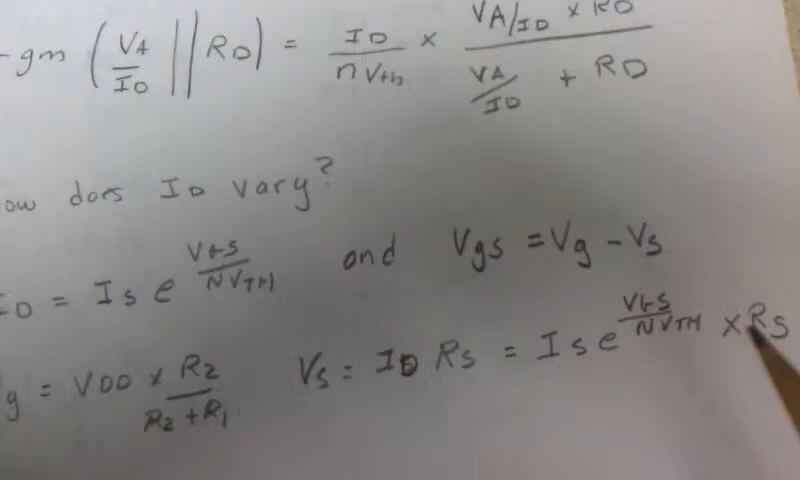 - gm ( VA/ID || RD ) = ID/nVth × (VA/ID × RD)/(VA/ID + RD)
ow does ID vary?
ID = Is e^(VGS/NVTH) and Vgs = Vg - Vs
g = VDD × R2/(R2 + R1) Vs = ID Rs = Is e^(VGS/NVTH) × Rs